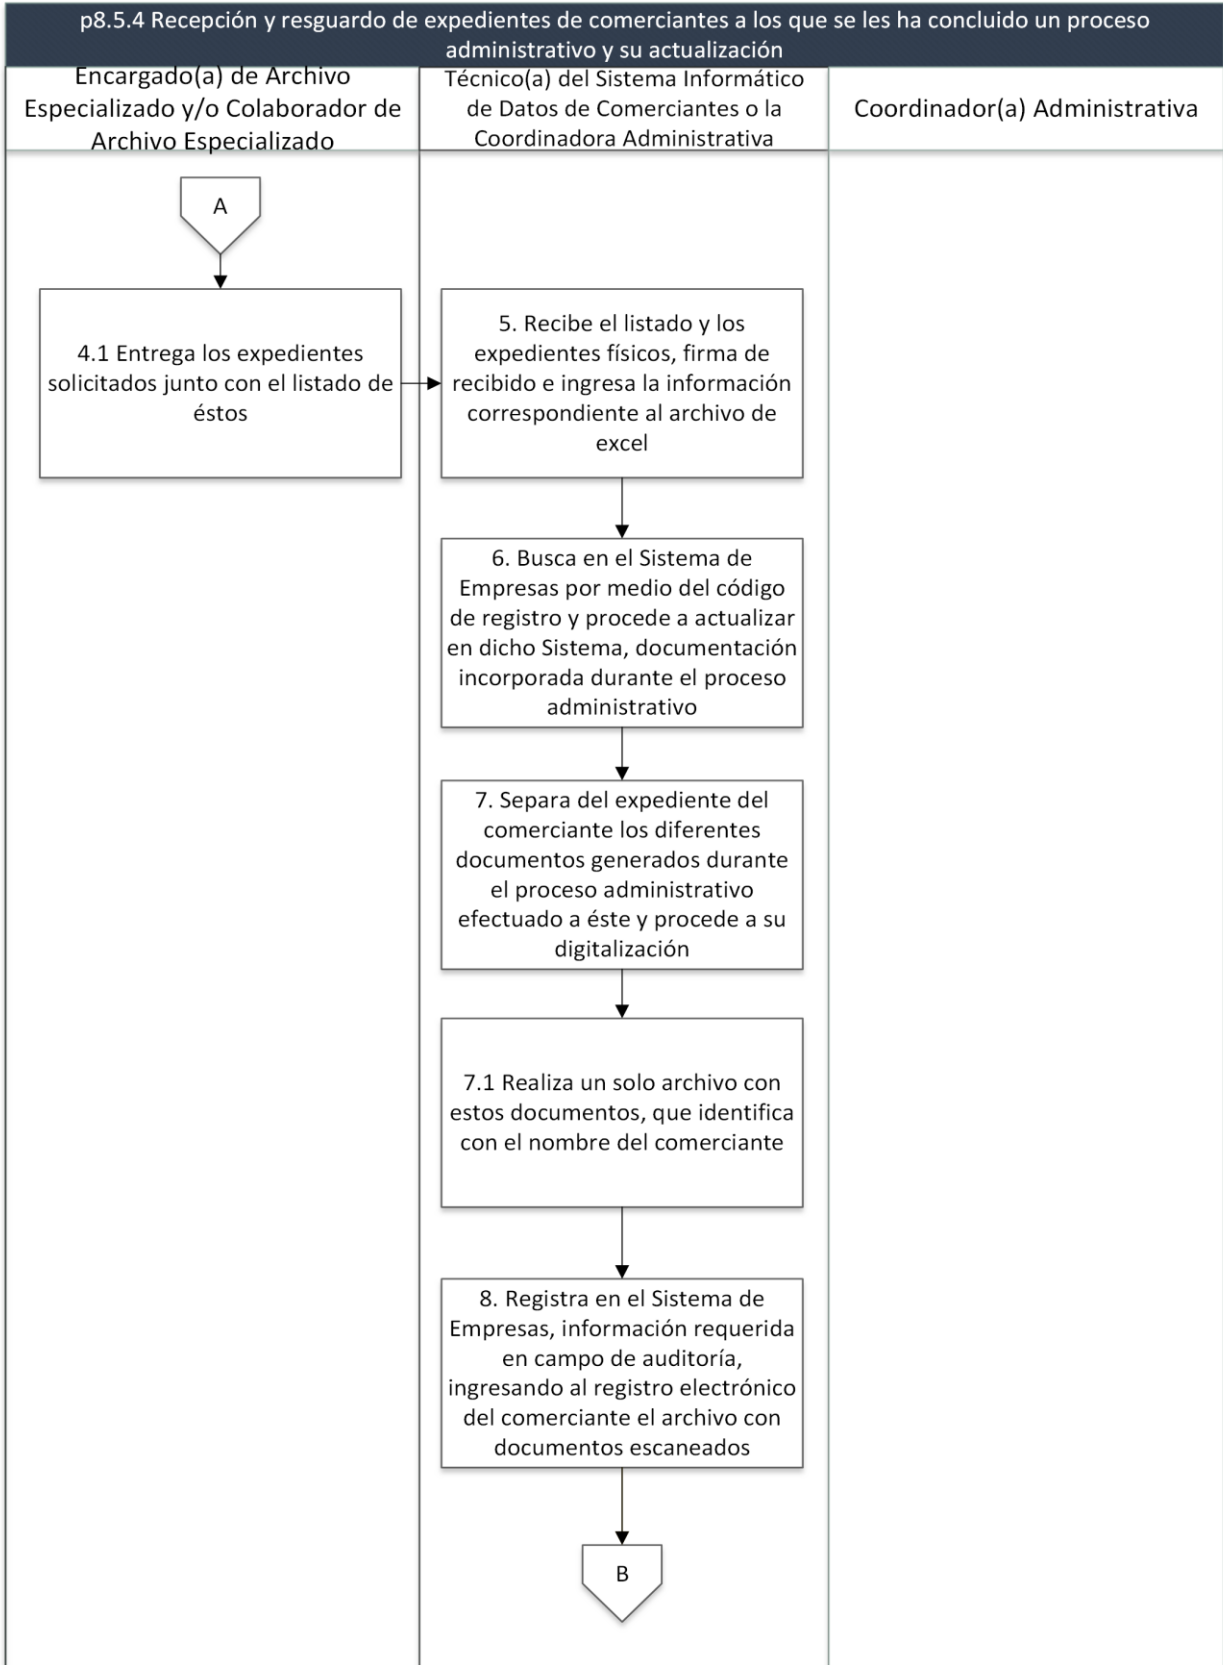 p8.5.4 Recepción y resguardo de expedientes de comerciantes a los que se les ha concluido un proceso
administrativo y su actualización
Encargado(a) de Archivo
Especializado y/o Colaborador de
Archivo Especializado
Técnico(a) del Sistema Informático
de Datos de Comerciantes o la
Coordinadora Administrativa
Coordinador(a) Administrativa
A
4.1 Entrega los expedientes
solicitados junto con el listado de
éstos
5. Recibe el listado y los
expedientes físicos, firma de
recibido e ingresa la información
correspondiente al archivo de
excel
6. Busca en el Sistema de
Empresas por medio del código
de registro y procede a actualizar
en dicho Sistema, documentación
incorporada durante el proceso
administrativo
7. Separa del expediente del
comerciante los diferentes
documentos generados durante
el proceso administrativo
efectuado a éste y procede a su
digitalización
7.1 Realiza un solo archivo con
estos documentos, que identifica
con el nombre del comerciante
8. Registra en el Sistema de
Empresas, información requerida
en campo de auditoría,
ingresando al registro electrónico
del comerciante el archivo con
documentos escaneados
B